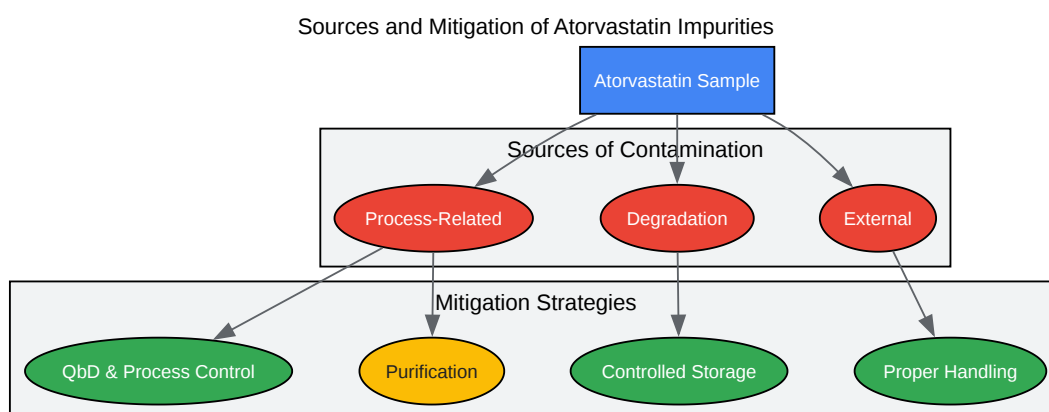 Sources and Mitigation of Atorvastatin Impurities
Atorvastatin Sample
Sources of Contamination
Process-Related
Degradation
External
Mitigation Strategies
QbD & Process Control
Purification
Controlled Storage
Proper Handling